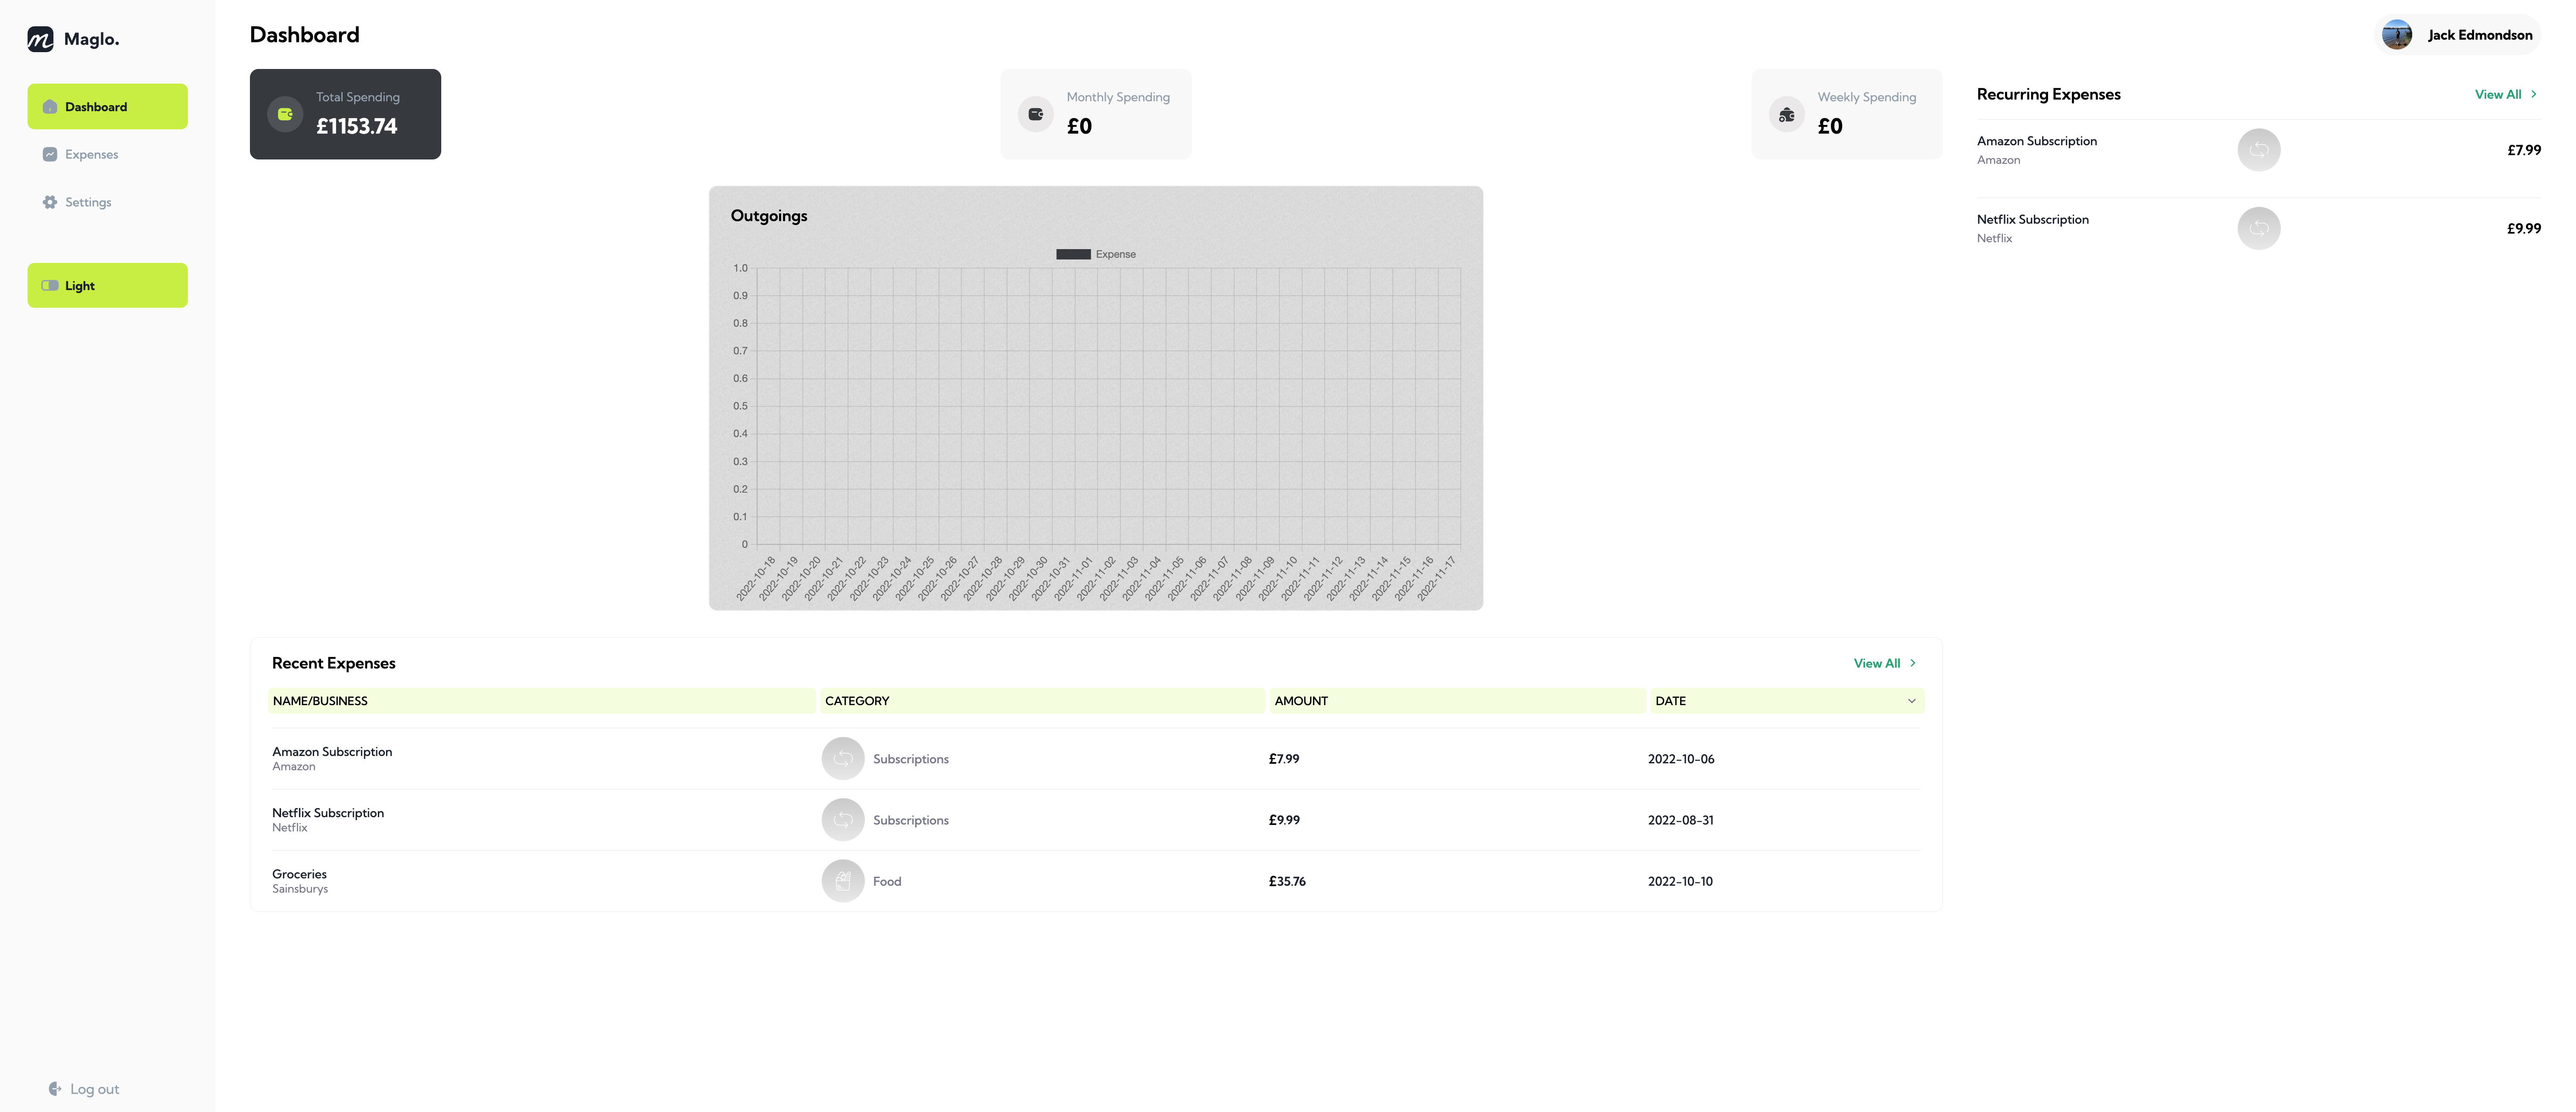 Maglo.
Dashboard
Expenses
Settings
Light
Log out
Dashboard
Jack Edmondson
Total Spending
£1153.74
Monthly Spending
£0
Weekly Spending
£0
Recurring Expenses
View All
Amazon Subscription
Amazon
£7.99
Netflix Subscription
Netflix
£9.99
Outgoings
Expense
1.0
0.9
0.8
0.7
0.6
0.5
0.4
0.3
0.2
0.1
0
2022-10-18
2022-10-19
2022-10-20
2022-10-21
2022-10-22
2022-10-23
2022-10-24
2022-10-25
2022-10-26
2022-10-27
2022-10-28
2022-10-29
2022-10-30
2022-10-31
2022-11-01
2022-11-02
2022-11-03
2022-11-04
2022-11-05
2022-11-06
2022-11-07
2022-11-08
2022-11-09
2022-11-10
2022-11-11
2022-11-12
2022-11-13
2022-11-14
2022-11-15
2022-11-16
2022-11-17
Recent Expenses
View All
NAME/BUSINESS CATEGORY AMOUNT DATE
Amazon Subscription
Amazon
Subscriptions
£7.99
2022-10-06
Netflix Subscription
Netflix
Subscriptions
£9.99
2022-08-31
Groceries
Sainsburys
Food
£35.76
2022-10-10